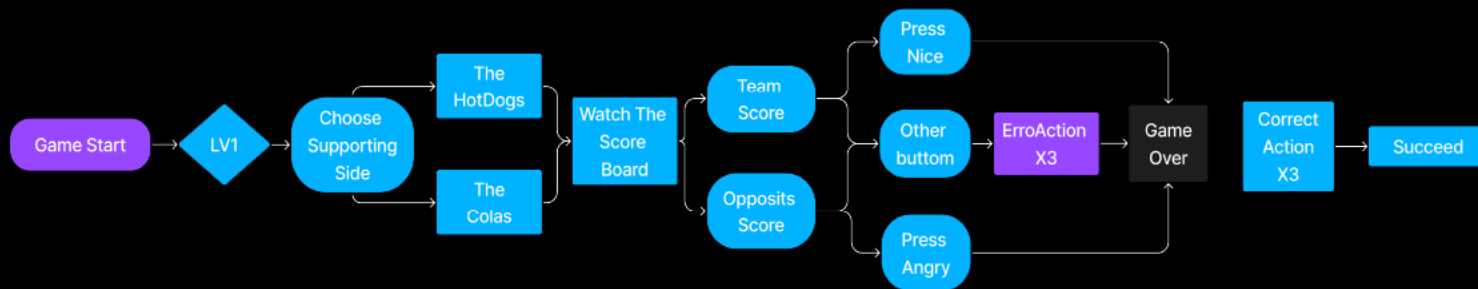 Game Start
LV1
Choose
Supporting
Side
The
HotDogs
The
Colas
Watch The
Score
Board
Team
Score
Opposits
Score
Press
Nice
Other
buttom
Press
Angry
ErroAction
X3
Game
Over
Correct
Action
X3
Succeed